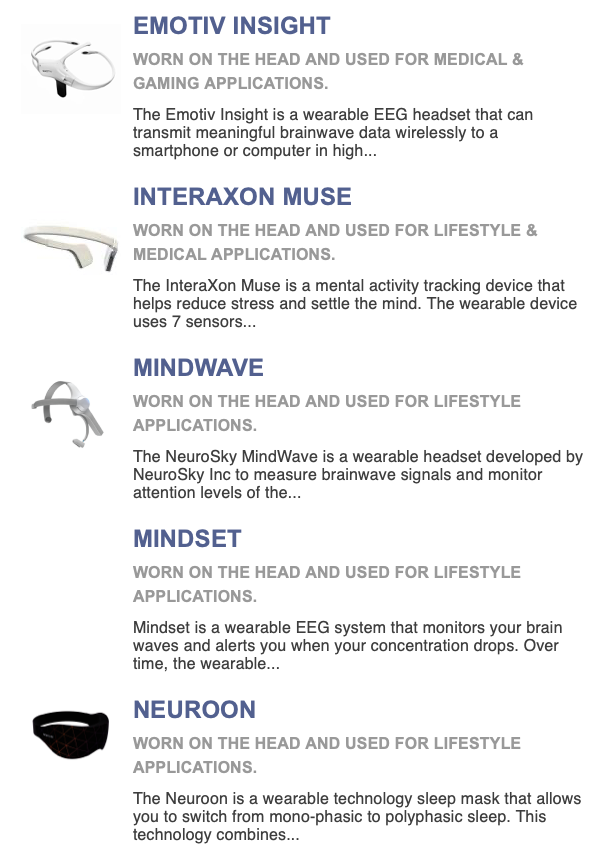 EMOTIV INSIGHT
WORN ON THE HEAD AND USED FOR MEDICAL &
GAMING APPLICATIONS.
The Emotiv Insight is a wearable EEG headset that can
transmit meaningful brainwave data wirelessly to a
smartphone or computer in high...
INTERAXON MUSE
WORN ON THE HEAD AND USED FOR LIFESTYLE &
MEDICAL APPLICATIONS.
The InteraXon Muse is a mental activity tracking device that
helps reduce stress and settle the mind. The wearable device
uses 7 sensors...
MINDWAVE
WORN ON THE HEAD AND USED FOR LIFESTYLE
APPLICATIONS.
The NeuroSky MindWave is a wearable headset developed by
NeuroSky Inc to measure brainwave signals and monitor
attention levels of the...
MINDSET
WORN ON THE HEAD AND USED FOR LIFESTYLE
APPLICATIONS.
Mindset is a wearable EEG system that monitors your brain
waves and alerts you when your concentration drops. Over
time, the wearable...
NEUROON
WORN ON THE HEAD AND USED FOR LIFESTYLE
APPLICATIONS.
The Neuroon is a wearable technology sleep mask that allows
you to switch from mono-phasic to polyphasic sleep. This
technology combines...